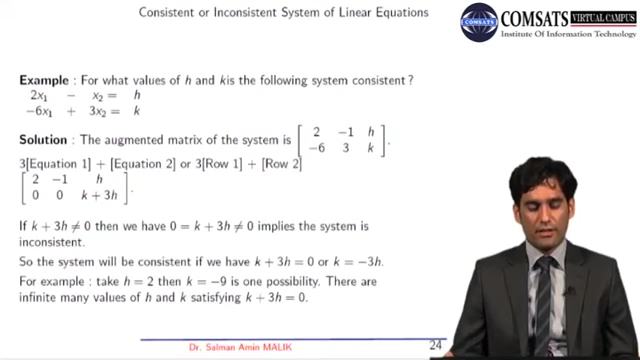 Consistent or Inconsistent System of Linear Equations
COMSATS VIRTUAL CAMPUS
Institute Of Information Technology
Example : For what values of h and k is the following system consistent?
2x₁ − x₂ = h
−6x₁ + 3x₂ = k
Solution : The augmented matrix of the system is [ 2 −1 h
−6 3 k ].
3[Equation 1] + [Equation 2] or 3[Row 1] + [Row 2]
[ 2 −1 h
0 0 k + 3h ].
If k + 3h ≠ 0 then we have 0 = k + 3h ≠ 0 implies the system is
inconsistent.
So the system will be consistent if we have k + 3h = 0 or k = −3h.
For example : take h = 2 then k = −9 is one possibility. There are
infinite many values of h and k satisfying k + 3h = 0.
Dr. Salman Amin MALIK
24